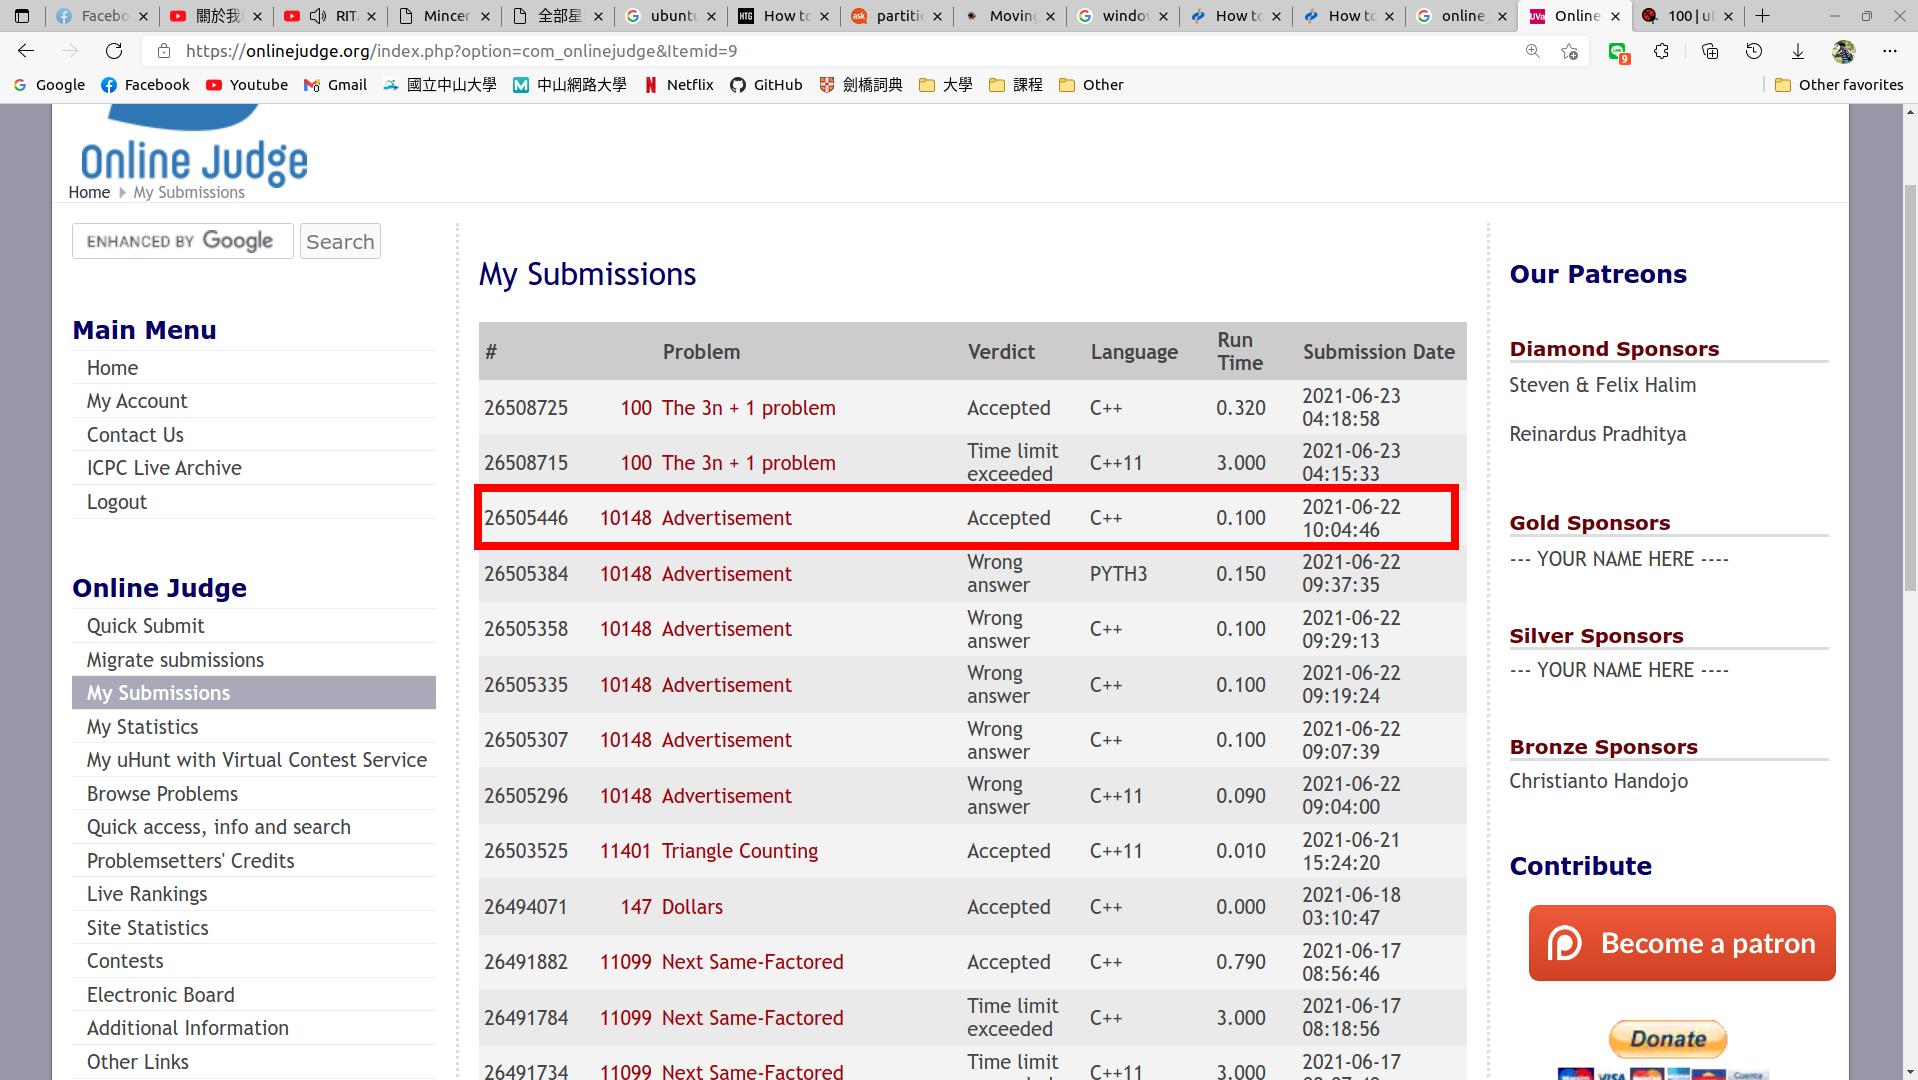 Facebo
關於我
RIT
Mincer
全部星
ubunt
How to
partiti
Movin
windo
How to
How to
online
Online
100 | u
https://onlinejudge.org/index.php?option=com_onlinejudge&Itemid=9
9
Google
Facebook
Youtube
Gmail
國立中山大學
中山網路大學
Netflix
GitHub
劍橋詞典
大學
課程
Other
Other favorites
Online Judge
Home
My Submissions
ENHANCED BY Google
Search
Main Menu
Home
My Account
Contact Us
ICPC Live Archive
Logout
Online Judge
Quick Submit
Migrate submissions
My Submissions
My Statistics
My uHunt with Virtual Contest Service
Browse Problems
Quick access, info and search
Problemsetters' Credits
Live Rankings
Site Statistics
Contests
Electronic Board
Additional Information
Other Links
My Submissions
# Problem Verdict Language Run Time Submission Date
26508725 100 The 3n + 1 problem Accepted C++ 0.320 2021-06-23 04:18:58
26508715 100 The 3n + 1 problem Time limit exceeded C++11 3.000 2021-06-23 04:15:33
26505446 10148 Advertisement Accepted C++ 0.100 2021-06-22 10:04:46
26505384 10148 Advertisement Wrong answer PYTH3 0.150 2021-06-22 09:37:35
26505358 10148 Advertisement Wrong answer C++ 0.100 2021-06-22 09:29:13
26505335 10148 Advertisement Wrong answer C++ 0.100 2021-06-22 09:19:24
26505307 10148 Advertisement Wrong answer C++ 0.100 2021-06-22 09:07:39
26505296 10148 Advertisement Wrong answer C++11 0.090 2021-06-22 09:04:00
26503525 11401 Triangle Counting Accepted C++11 0.010 2021-06-21 15:24:20
26494071 147 Dollars Accepted C++ 0.000 2021-06-18 03:10:47
26491882 11099 Next Same-Factored Accepted C++ 0.790 2021-06-17 08:56:46
26491784 11099 Next Same-Factored Time limit exceeded C++ 3.000 2021-06-17 08:18:56
26491734 11099 Next Same-Factored Time limit C++11 3.000 2021-06-17
Our Patreons
Diamond Sponsors
Steven & Felix Halim
Reinardus Pradhitya
Gold Sponsors
--- YOUR NAME HERE ----
Silver Sponsors
--- YOUR NAME HERE ----
Bronze Sponsors
Christianto Handojo
Contribute
Become a patron
Donate
VISA